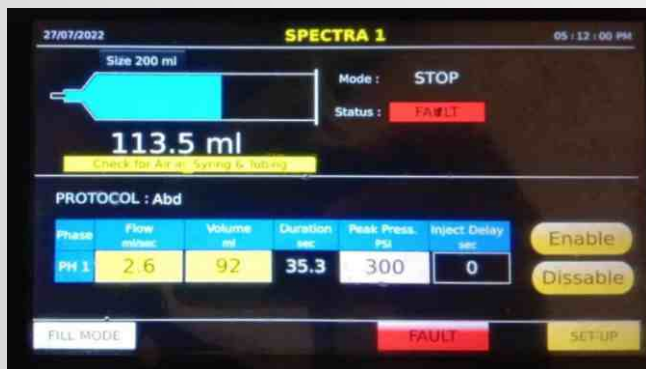 27/07/2022 SPECTRA 1 05:12:00 PM
Size 200 ml
Mode : STOP
Status : FAULT
113.5 ml
Check for Air in Syring & Tubing
PROTOCOL : Abd
Phase Flow ml/sec Volume ml Duration sec Peak Press. PSI Inject Delay sec
PH 1 2.6 92 35.3 300 0
Enable
Dissable
FILL MODE FAULT SET-UP